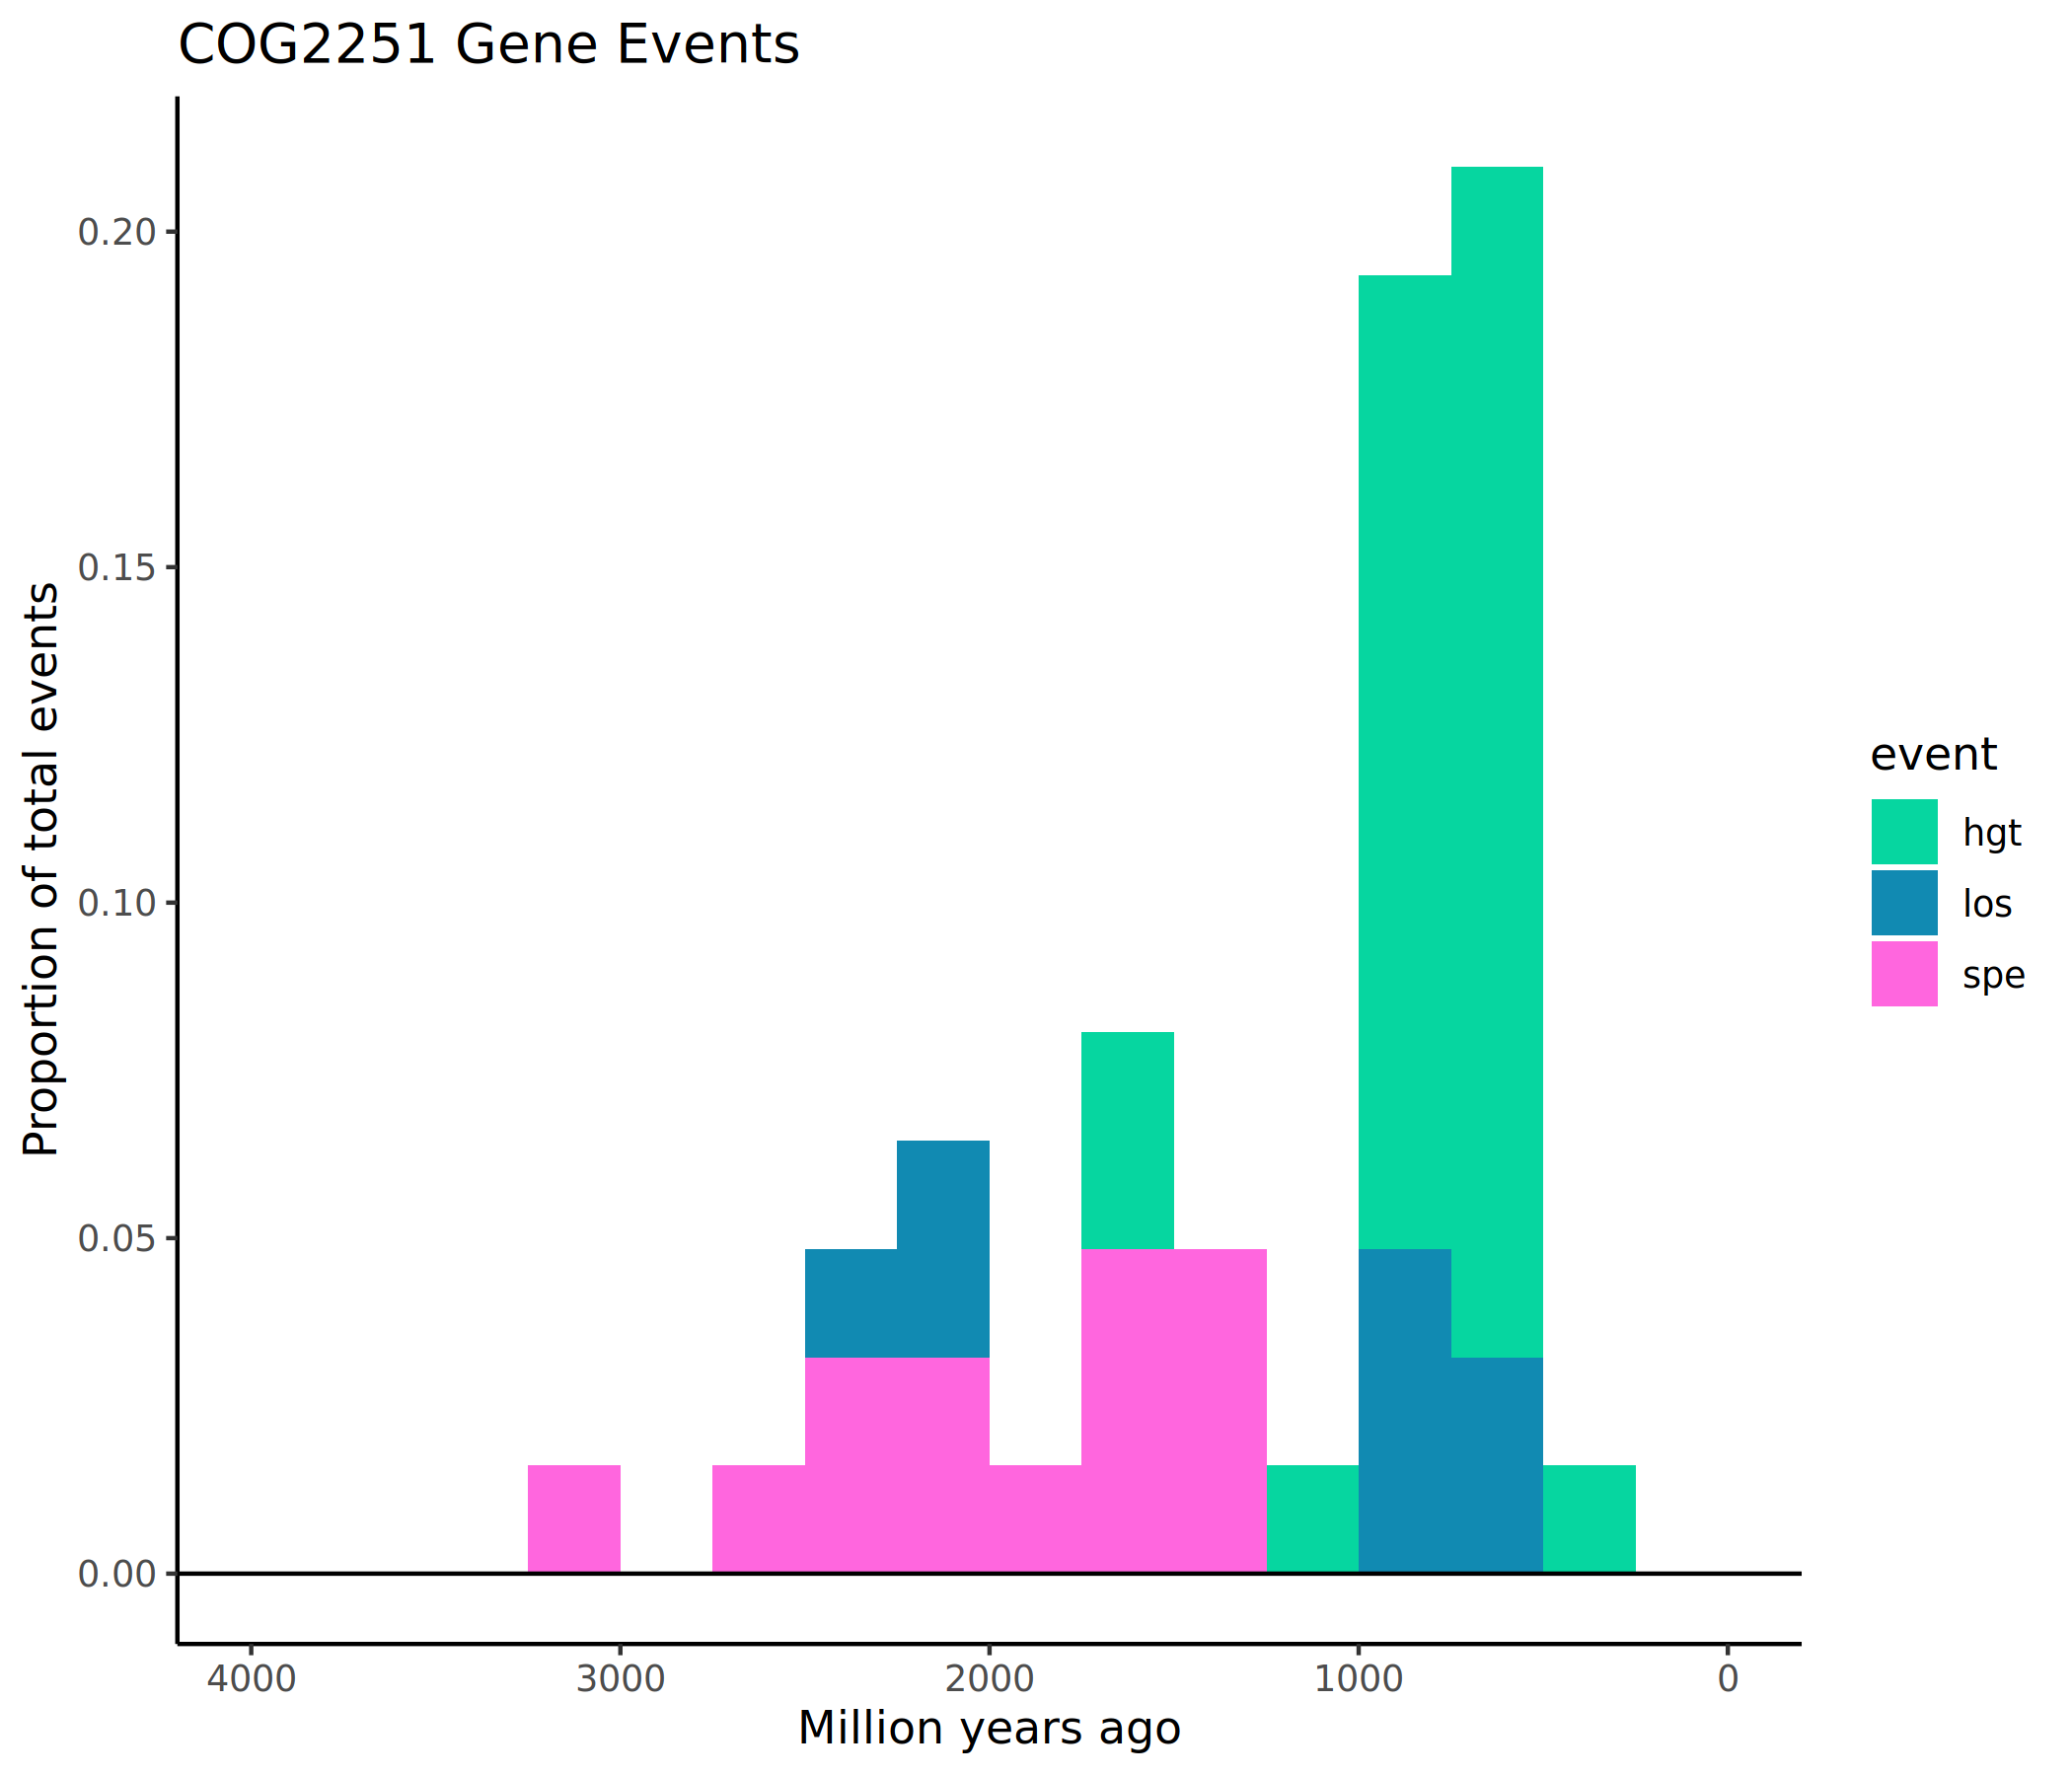 COG2251 Gene Events
Proportion of total events
0.20
0.15
0.10
0.05
0.00
4000 3000 2000 1000 0
Million years ago
event
hgt
los
spe